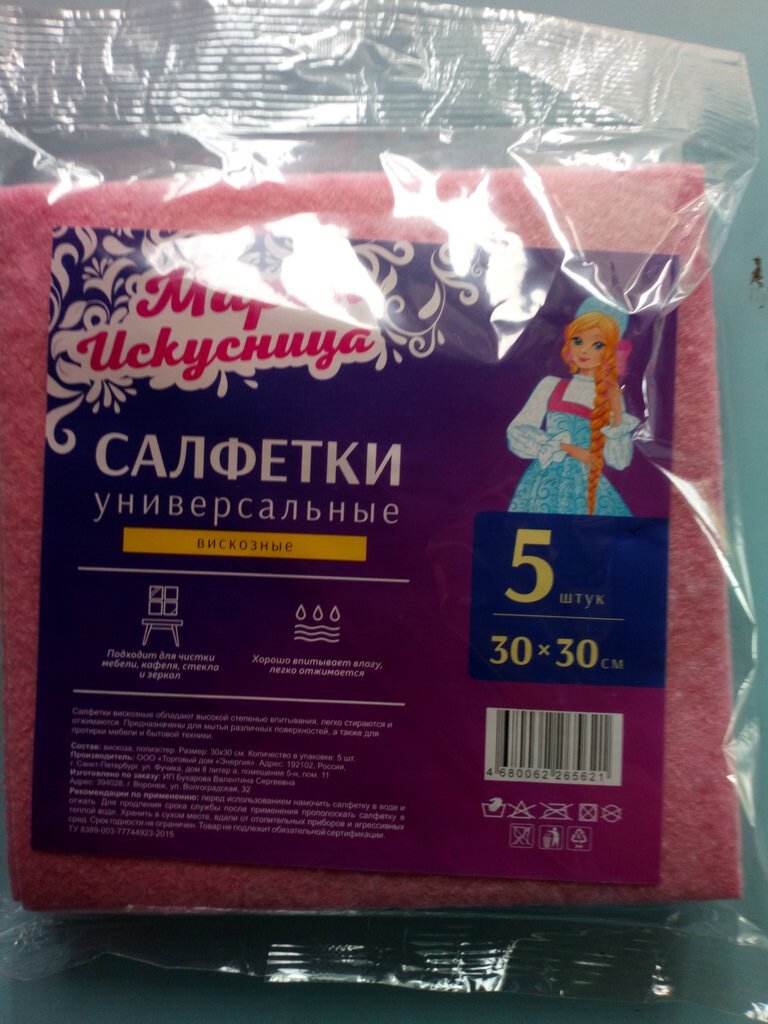 Искусница
САЛФЕТКИ
универсальные
вискозные
5 штук
30×30 см
Подходит для чистки
мебели, кафеля, стекла
и зеркал
Хорошо впитывает влагу,
легко отжимается
Салфетки вискозные обладают высокой степенью впитывания, легко стираются и
отжимаются. Предназначены для мытья различных поверхностей, а также для
протирки мебели и бытовой техники.
Состав: вискоза, полиэстер. Размер: 30х30 см. Количество в упаковке: 5 шт.
Производитель: ООО «Торговый дом «Энергия». Адрес: 192102, Россия,
г. Санкт-Петербург, ул. Фучика, дом 8 литер а, помещение 5-н, пом. 11
Изготовлено по заказу: ИП Бухарова Валентина Сергеевна
Адрес: 394028, г. Воронеж, ул. Волгоградская, 32
Рекомендации по применению: перед использованием намочить салфетку в воде и
отжать. Для продления срока службы после применения прополоскать салфетку в
теплой воде. Хранить в сухом месте, вдали от отопительных приборов и агрессивных
сред. Срок годности не ограничен. Товар не подлежит обязательной сертификации.
ТУ 8389-003-77744923-2015
4 680062 265621